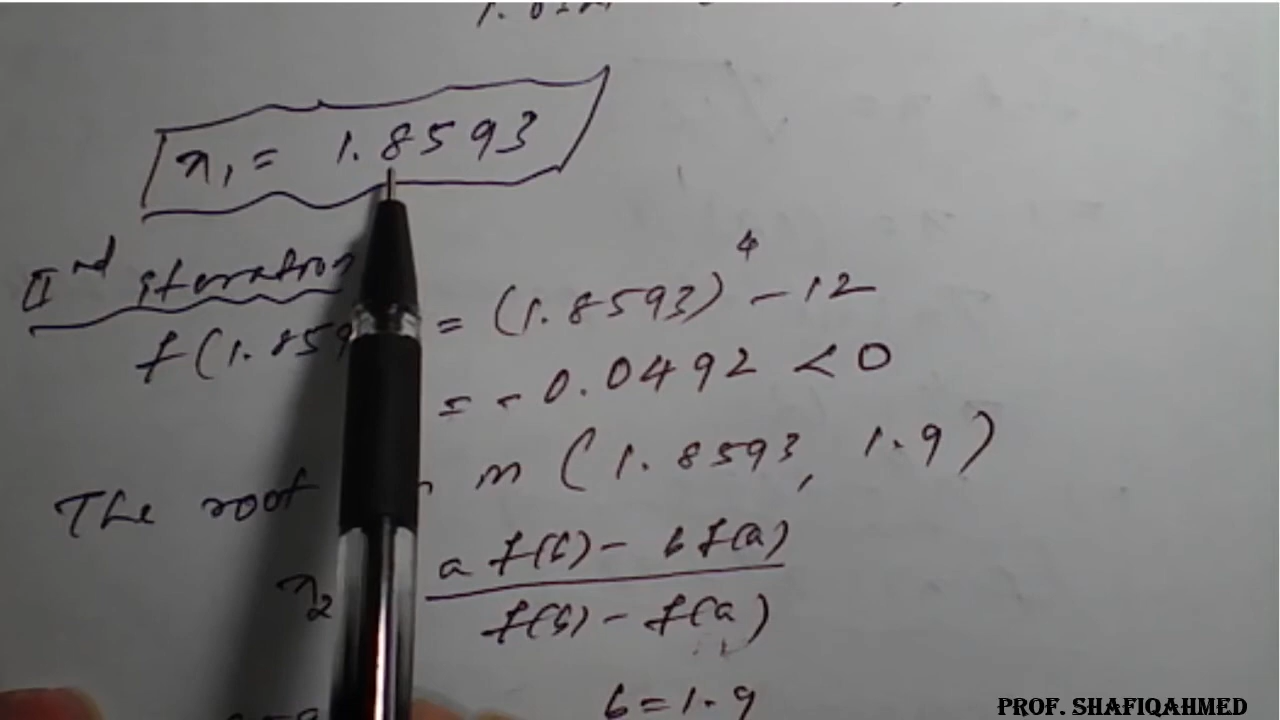 x₁ = 1.8593
IInd iteration
f(1.859 = (1.8593)⁴ - 12
= - 0.0492 < 0
The root in (1.8593, 1.9)
x₂ a f(b) - b f(a)
f(b) - f(a)
b = 1.9
PROF. SHAFIQAHMED